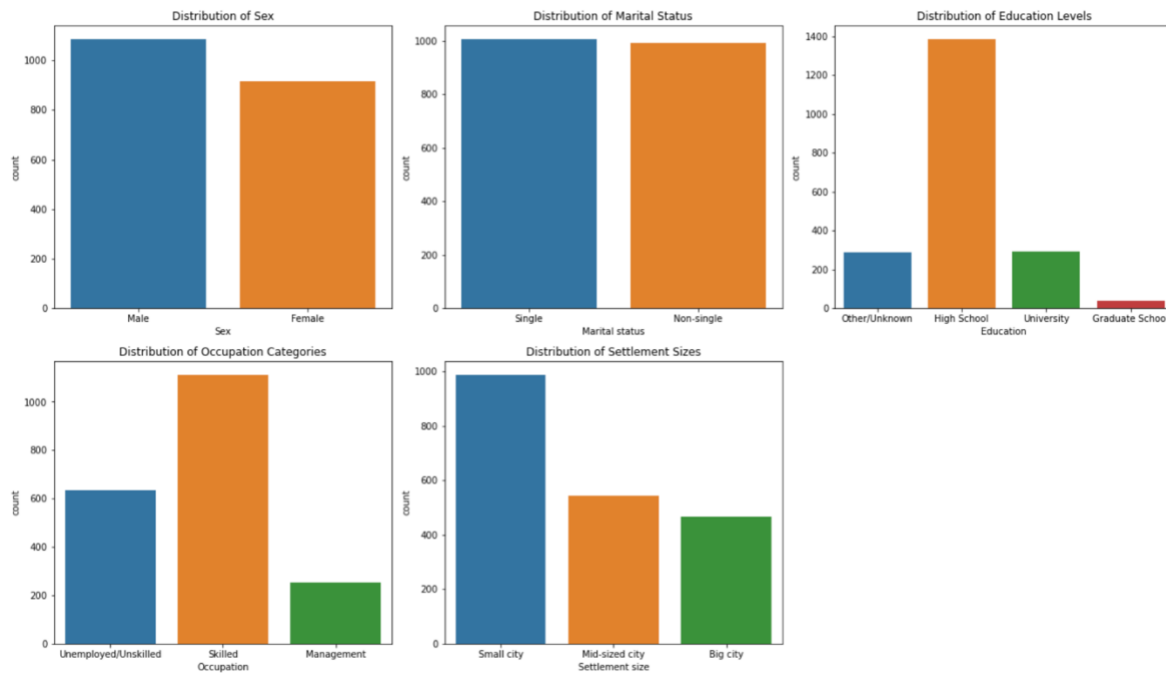 Distribution of Sex
count
1000
800
600
400
200
0
Male Female
Sex
Distribution of Marital Status
count
1000
800
600
400
200
0
Single Non-single
Marital status
Distribution of Education Levels
count
1400
1200
1000
800
600
400
200
0
Other/Unknown High School University Graduate Schoo
Education
Distribution of Occupation Categories
count
1000
800
600
400
200
0
Unemployed/Unskilled Skilled Management
Occupation
Distribution of Settlement Sizes
count
1000
800
600
400
200
0
Small city Mid-sized city Big city
Settlement size